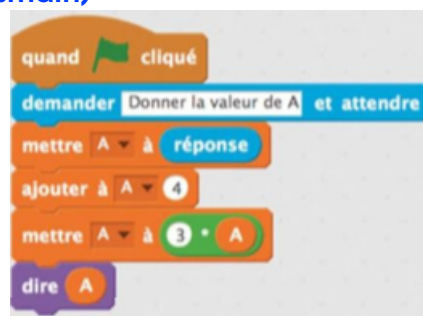 quand cliqué
demander Donner la valeur de A et attendre
mettre A à réponse
ajouter à A 4
mettre A à 3 * A
dire A